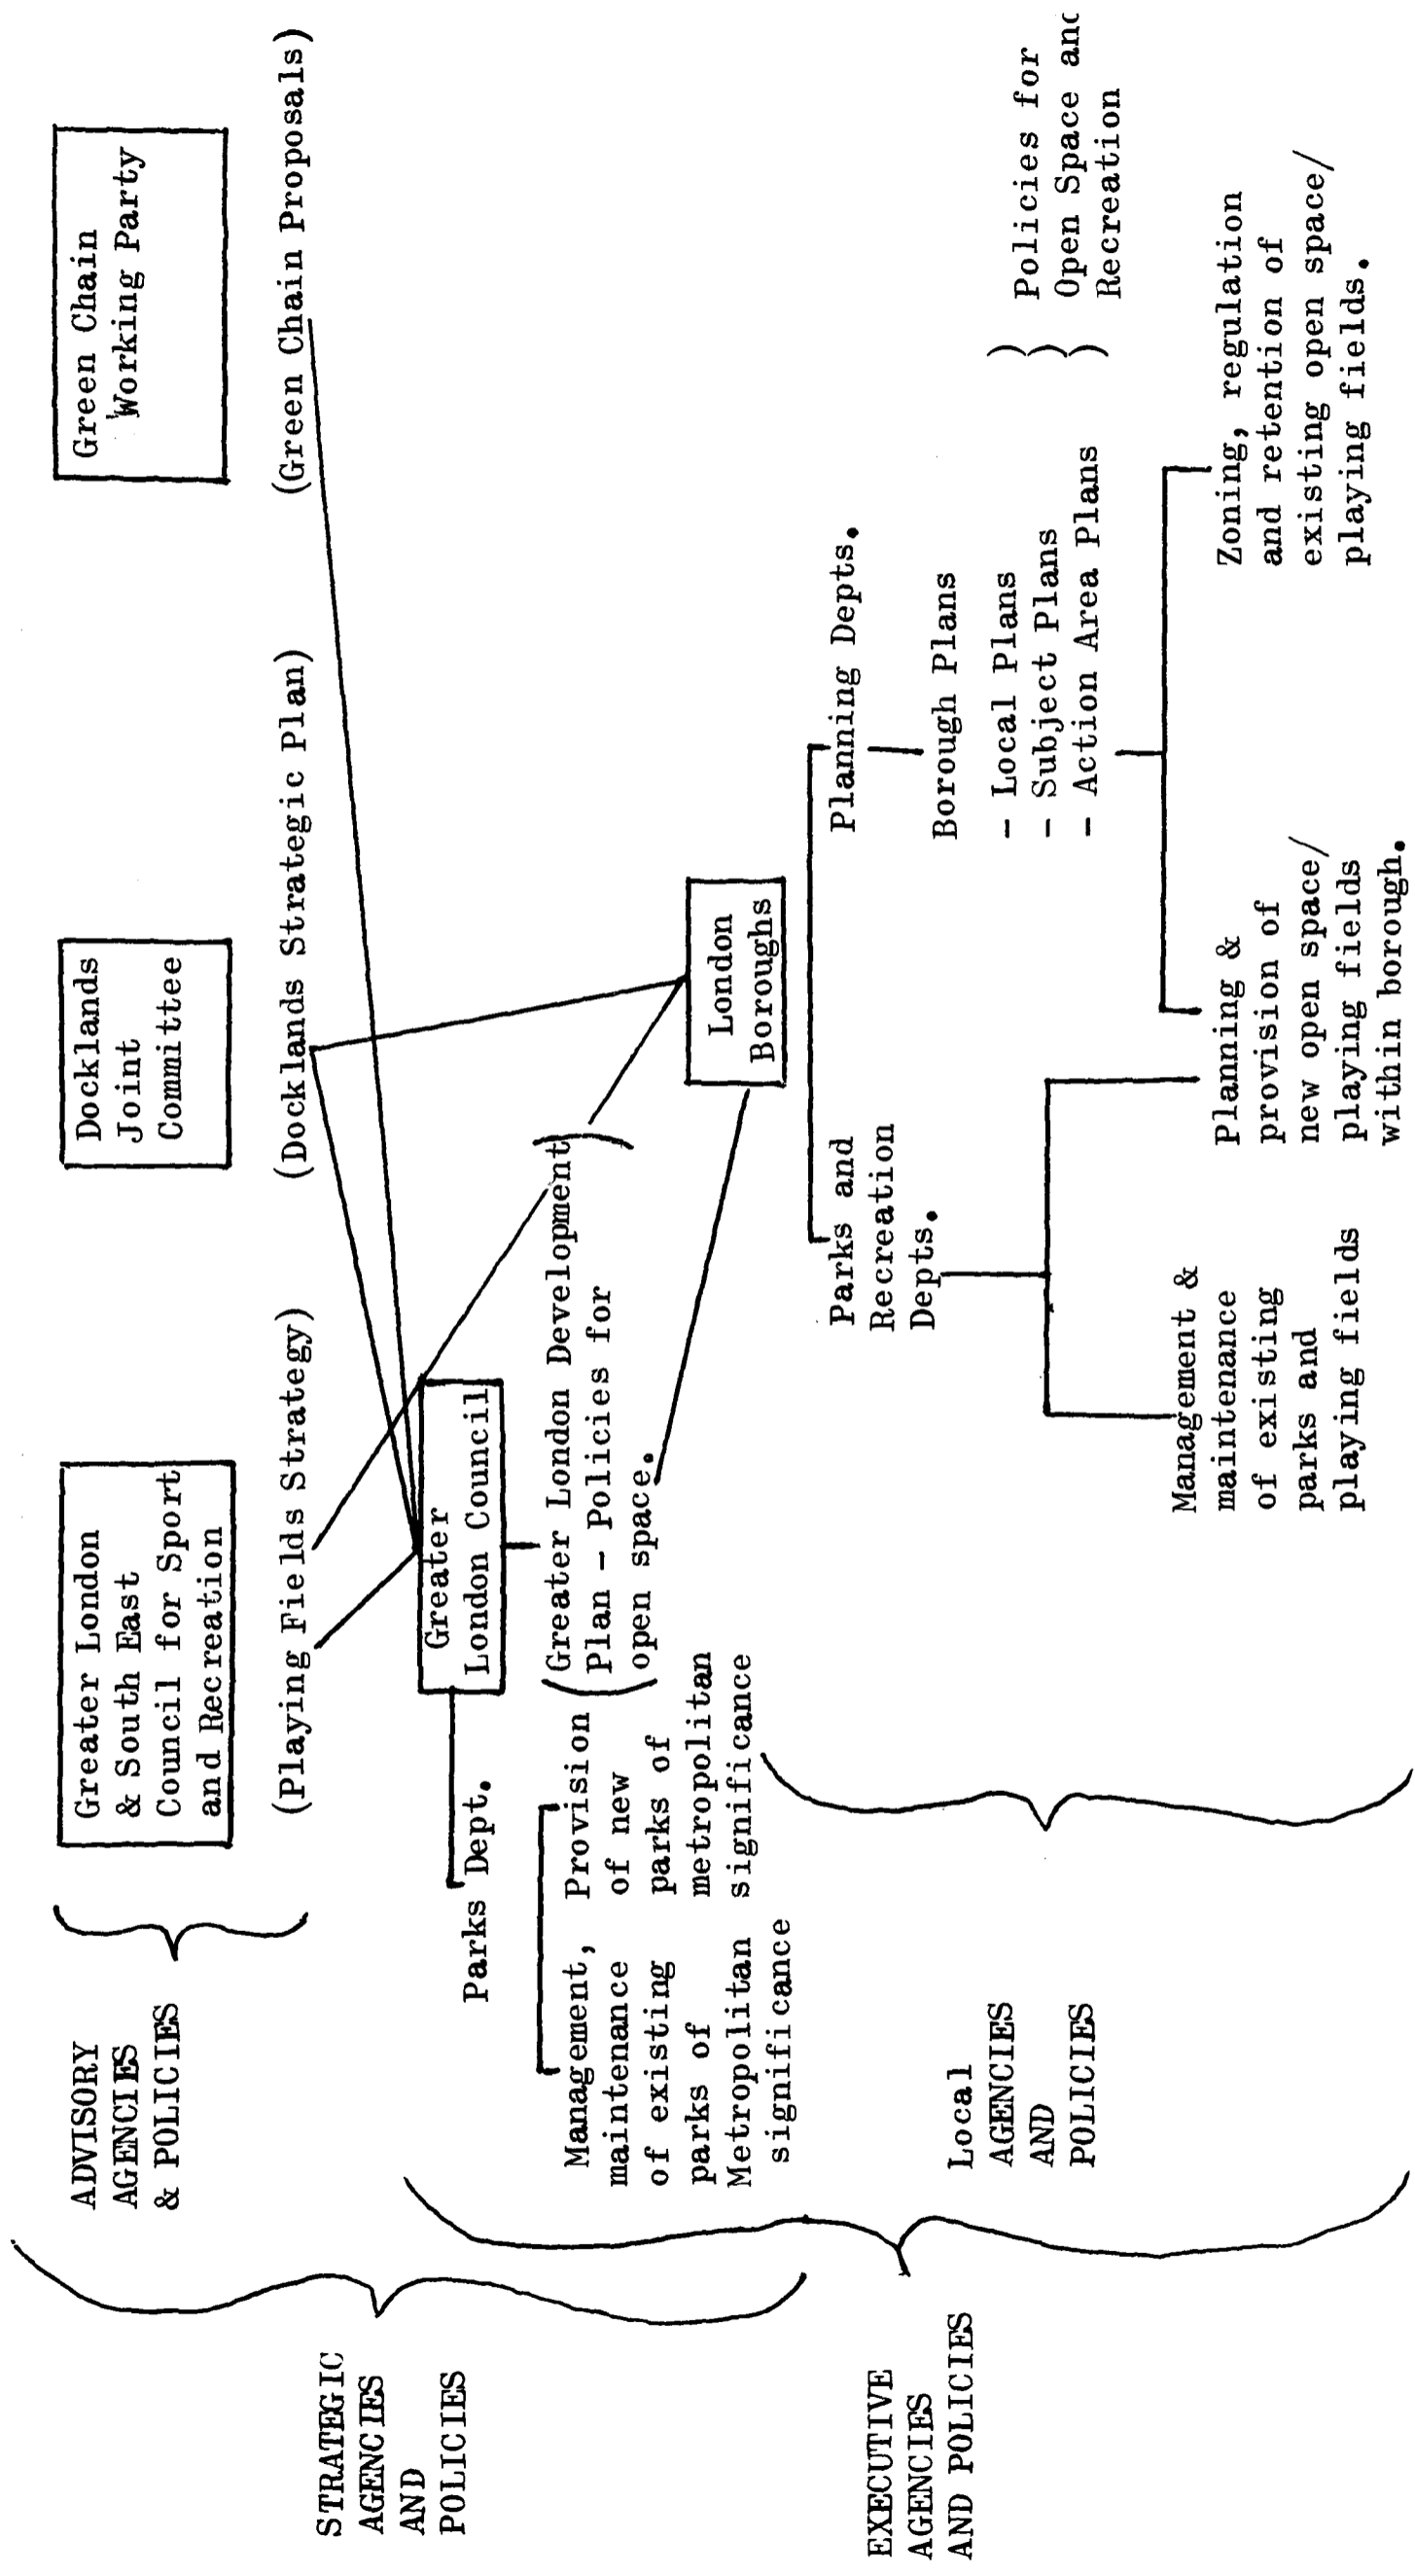 Greater London
& South East
Council for Sport
and Recreation
Docklands
Joint
Committee
Green Chain
Working Party
ADVISORY
AGENCIES
& POLICIES
(Playing Fields Strategy)
(Docklands Strategic Plan)
(Green Chain Proposals)
STRATEGIC
AGENCIES
AND
POLICIES
Greater
London Council
Parks Dept.
(Greater London Development)
Plan - Policies for
open space.
Management,
maintenance
of existing
parks of
Metropolitan
significance
Provision
of new
parks of
metropolitan
significance
London
Boroughs
EXECUTIVE
AGENCIES
AND POLICIES
Local
AGENCIES
AND
POLICIES
Parks and
Recreation
Depts.
Planning Depts.
Borough Plans
- Local Plans )
- Subject Plans )
- Action Area Plans )
Policies for
Open Space and
Recreation
Management &
maintenance
of existing
parks and
playing fields
Planning &
provision of
new open space/
playing fields
within borough.
Zoning, regulation
and retention of
existing open space/
playing fields.